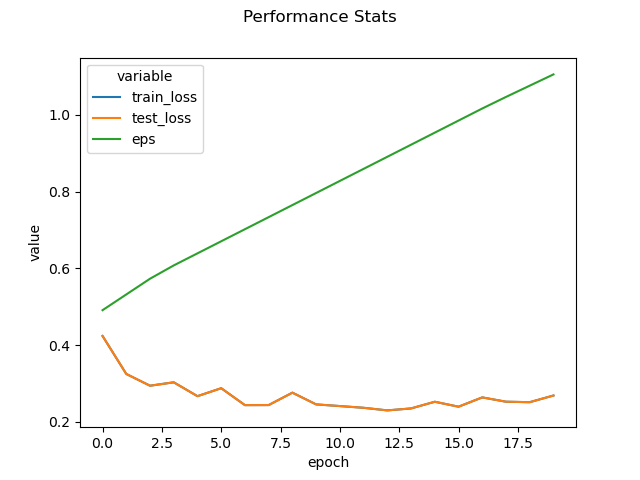 Performance Stats
variable
train_loss
test_loss
eps
value
1.0
0.8
0.6
0.4
0.2
0.0
2.5
5.0
7.5
10.0
12.5
15.0
17.5
epoch